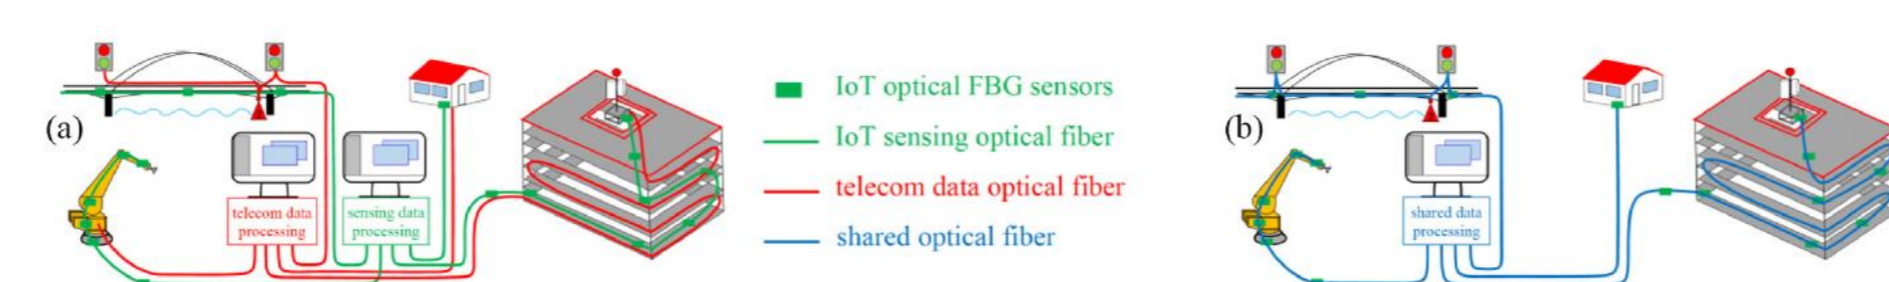 (a)
telecom data
processing
sensing data
processing
IoT optical FBG sensors
IoT sensing optical fiber
telecom data optical fiber
shared optical fiber
(b)
shared data
processing